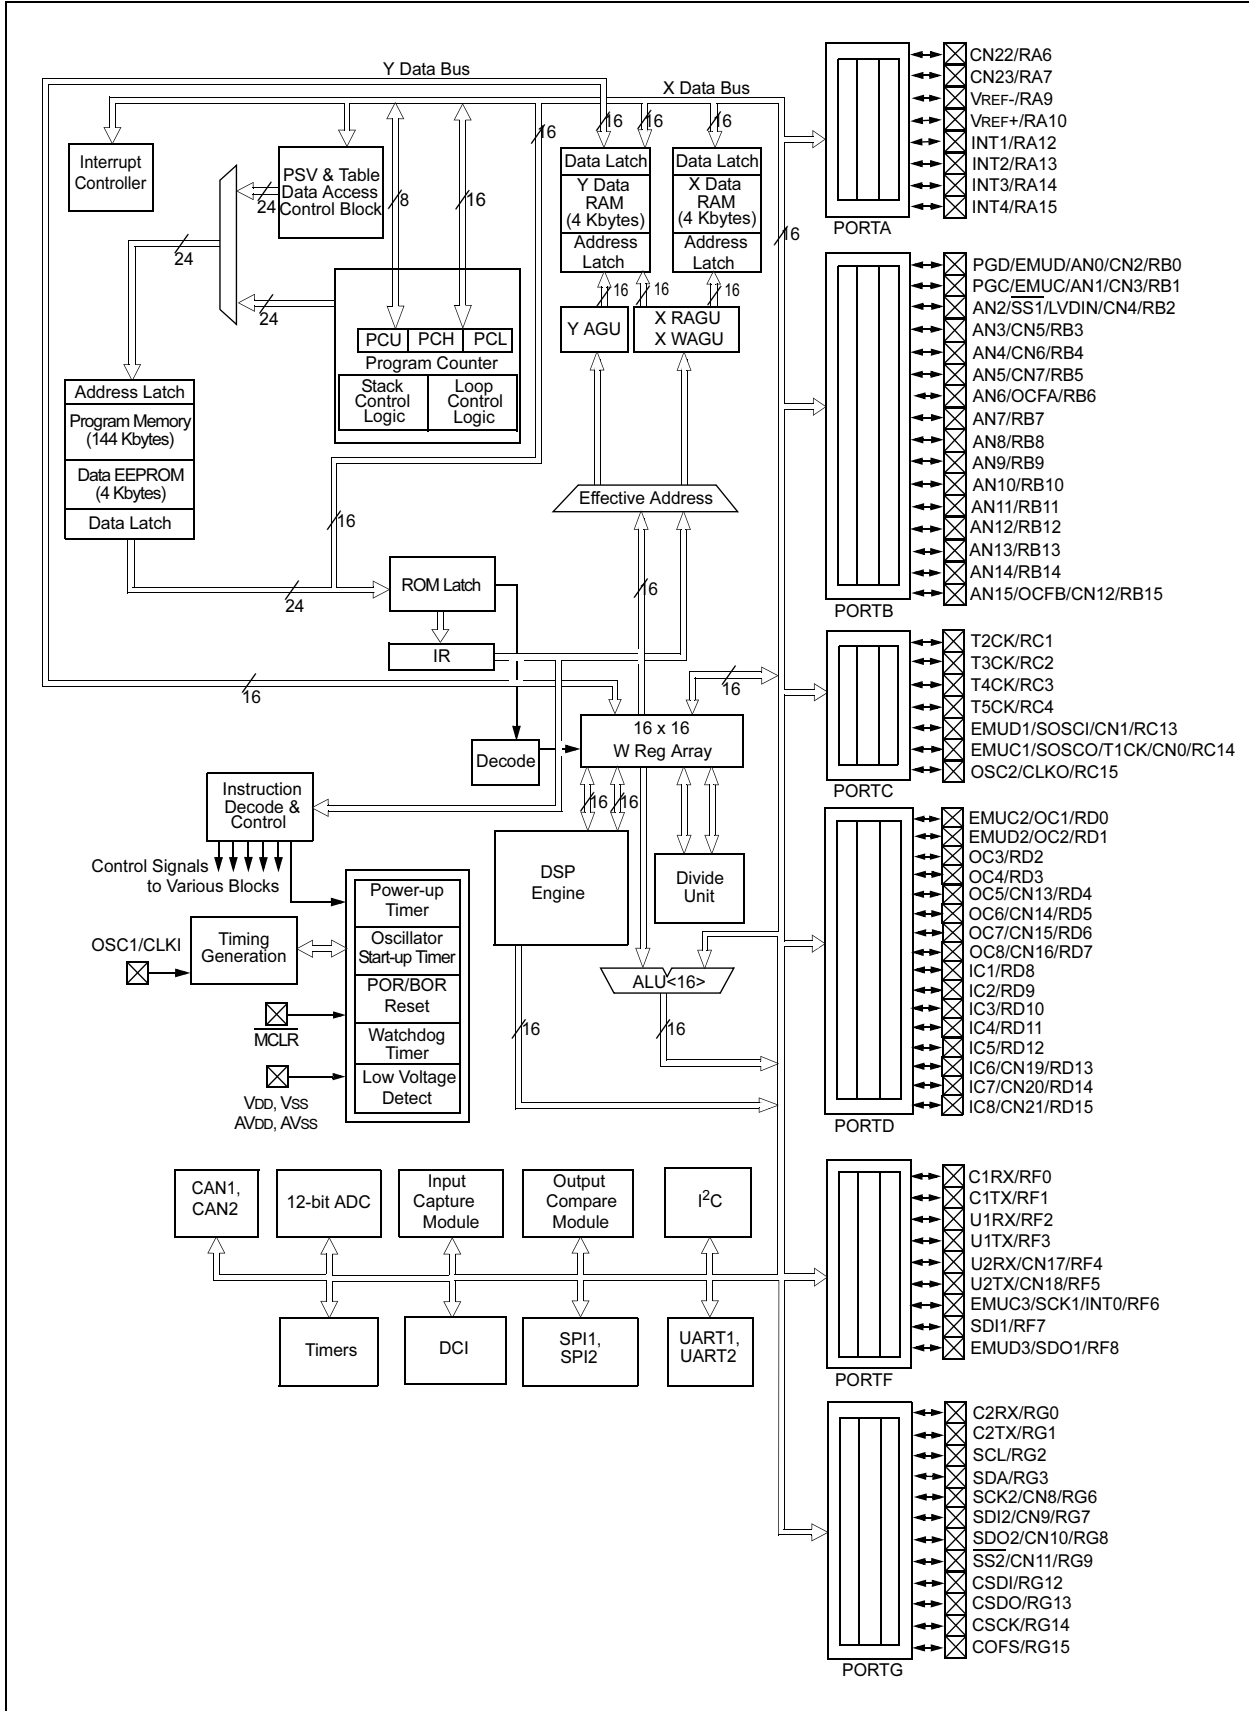 Y Data Bus
X Data Bus
16
16
16
16
16
Interrupt
Controller
PSV & Table
Data Access
Control Block
24
24
24
8
16
Data Latch
Y Data
RAM
(4 Kbytes)
Address
Latch
Data Latch
X Data
RAM
(4 Kbytes)
Address
Latch
16
16
16
Y AGU
X RAGU
X WAGU
PCU
PCH
PCL
Program Counter
Stack
Control
Logic
Loop
Control
Logic
Address Latch
Program Memory
(144 Kbytes)
Data EEPROM
(4 Kbytes)
Data Latch
Effective Address
16
24
ROM Latch
16
IR
16
16
16 x 16
W Reg Array
Decode
Instruction
Decode &
Control
16
16
Control Signals
to Various Blocks
DSP
Engine
Divide
Unit
Power-up
Timer
Oscillator
Start-up Timer
POR/BOR
Reset
Watchdog
Timer
Low Voltage
Detect
OSC1/CLKI
Timing
Generation
MCLR
VDD, VSS
AVDD, AVSS
ALU<16>
16
16
CAN1,
CAN2
12-bit ADC
Input
Capture
Module
Output
Compare
Module
I2C
Timers
DCI
SPI1,
SPI2
UART1,
UART2
CN22/RA6
CN23/RA7
VREF-/RA9
VREF+/RA10
INT1/RA12
INT2/RA13
INT3/RA14
INT4/RA15
PORTA
PGD/EMUD/AN0/CN2/RB0
PGC/EMUC/AN1/CN3/RB1
AN2/SS1/LVDIN/CN4/RB2
AN3/CN5/RB3
AN4/CN6/RB4
AN5/CN7/RB5
AN6/OCFA/RB6
AN7/RB7
AN8/RB8
AN9/RB9
AN10/RB10
AN11/RB11
AN12/RB12
AN13/RB13
AN14/RB14
AN15/OCFB/CN12/RB15
PORTB
T2CK/RC1
T3CK/RC2
T4CK/RC3
T5CK/RC4
EMUD1/SOSCI/CN1/RC13
EMUC1/SOSCO/T1CK/CN0/RC14
OSC2/CLKO/RC15
PORTC
EMUC2/OC1/RD0
EMUD2/OC2/RD1
OC3/RD2
OC4/RD3
OC5/CN13/RD4
OC6/CN14/RD5
OC7/CN15/RD6
OC8/CN16/RD7
IC1/RD8
IC2/RD9
IC3/RD10
IC4/RD11
IC5/RD12
IC6/CN19/RD13
IC7/CN20/RD14
IC8/CN21/RD15
PORTD
C1RX/RF0
C1TX/RF1
U1RX/RF2
U1TX/RF3
U2RX/CN17/RF4
U2TX/CN18/RF5
EMUC3/SCK1/INT0/RF6
SDI1/RF7
EMUD3/SDO1/RF8
PORTF
C2RX/RG0
C2TX/RG1
SCL/RG2
SDA/RG3
SCK2/CN8/RG6
SDI2/CN9/RG7
SDO2/CN10/RG8
SS2/CN11/RG9
CSDI/RG12
CSDO/RG13
CSCK/RG14
COFS/RG15
PORTG